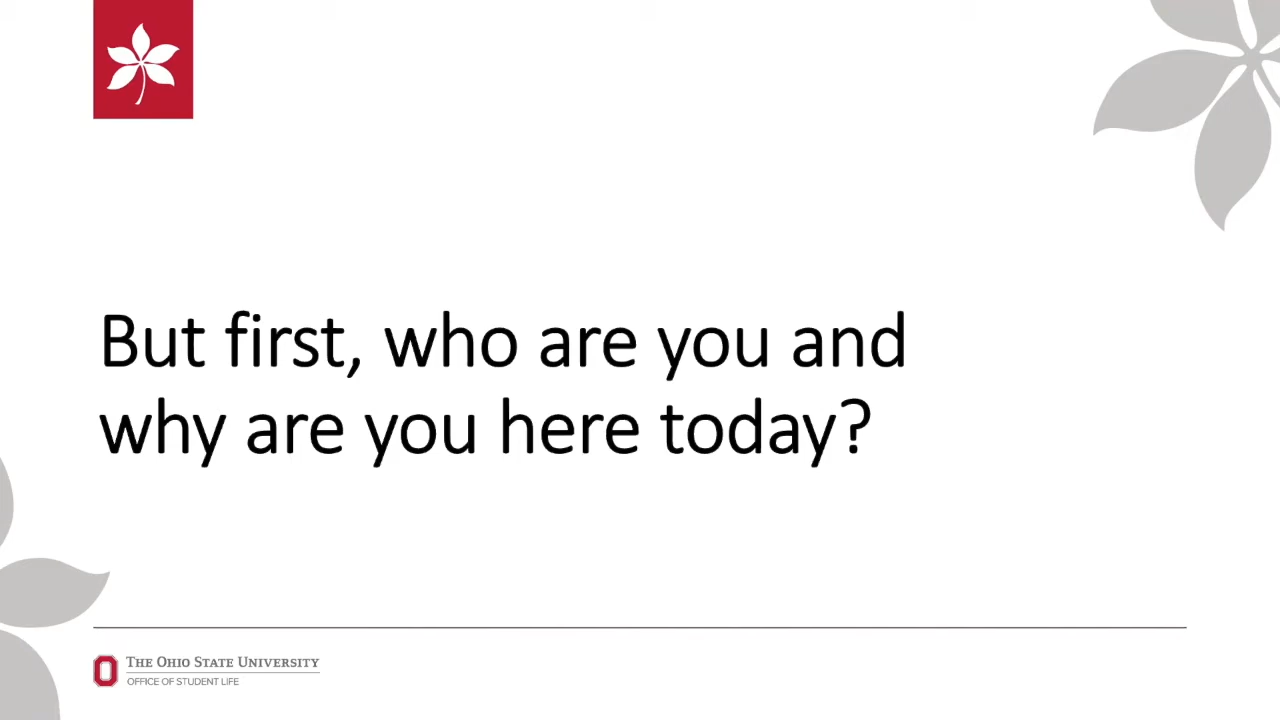 But first, who are you and
why are you here today?
THE OHIO STATE UNIVERSITY
OFFICE OF STUDENT LIFE